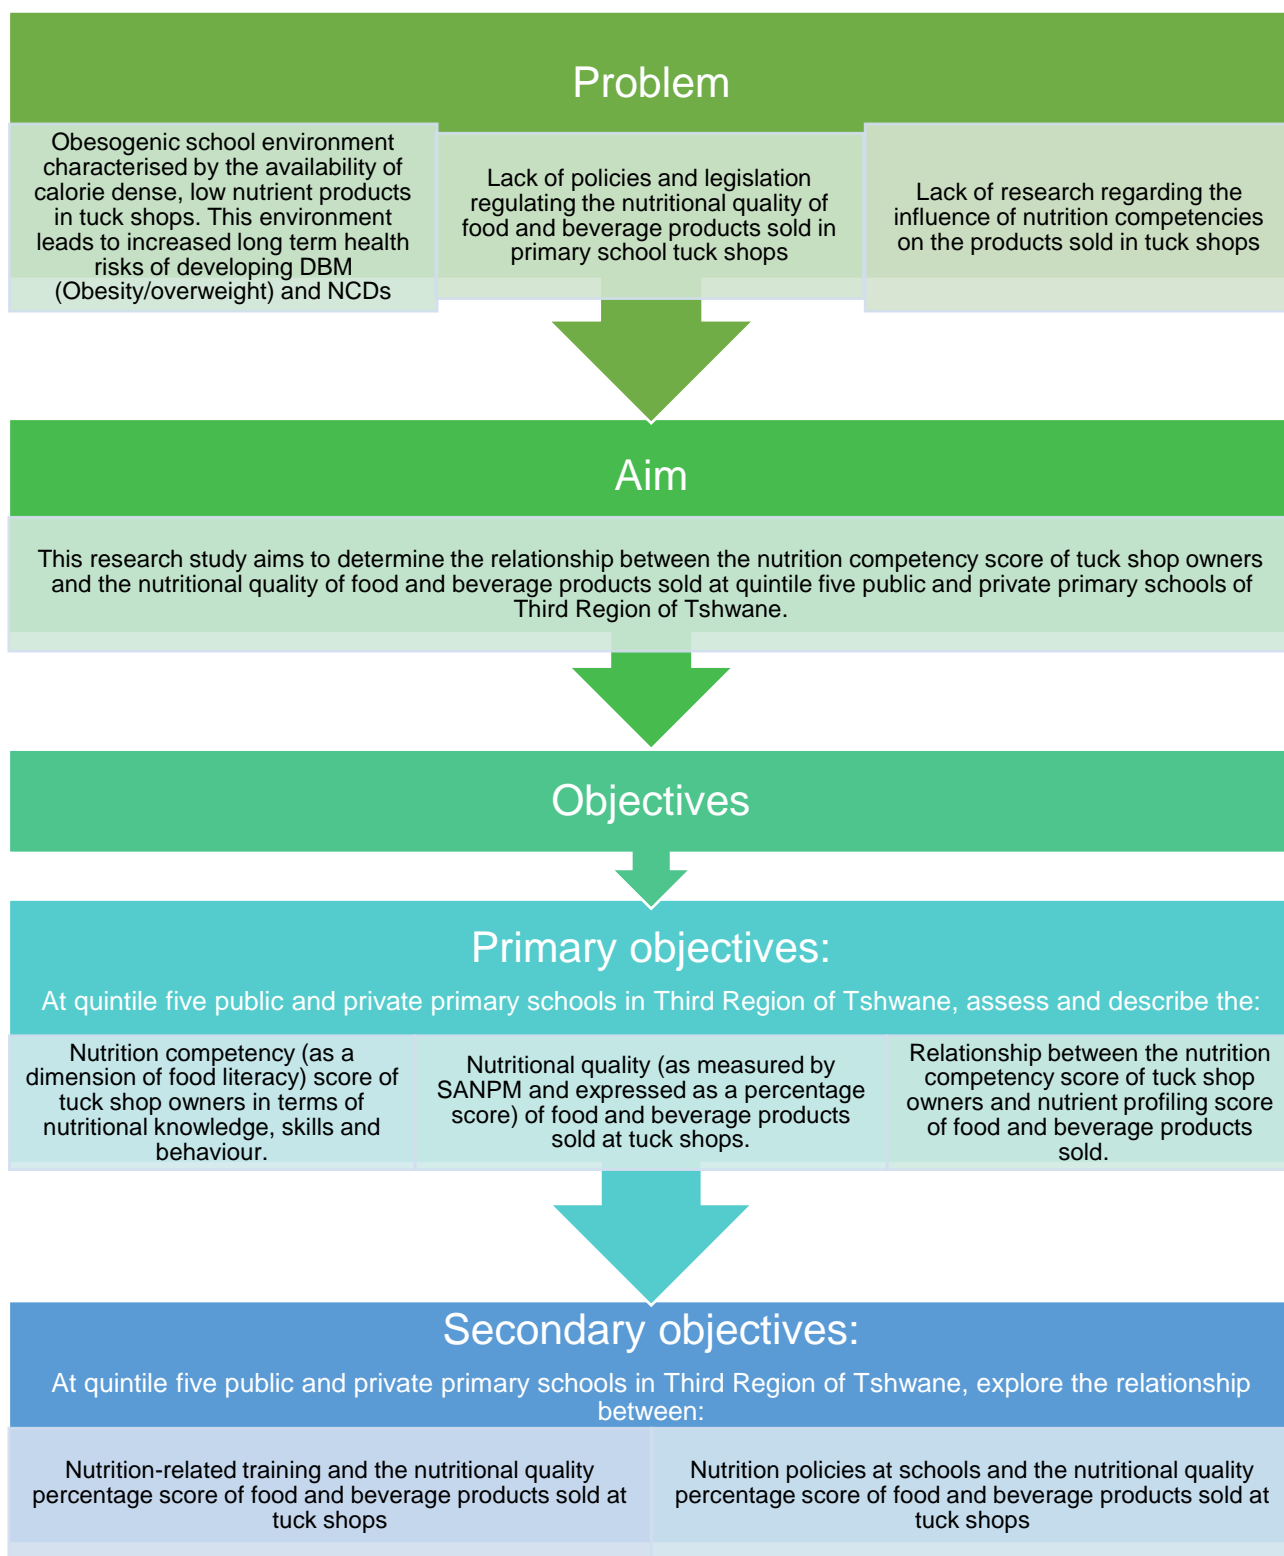 Problem
Obesogenic school environment
characterised by the availability of
calorie dense, low nutrient products
in tuck shops. This environment
leads to increased long term health
risks of developing DBM
(Obesity/overweight) and NCDs
Lack of policies and legislation
regulating the nutritional quality of
food and beverage products sold in
primary school tuck shops
Lack of research regarding the
influence of nutrition competencies
on the products sold in tuck shops
Aim
This research study aims to determine the relationship between the nutrition competency score of tuck shop owners
and the nutritional quality of food and beverage products sold at quintile five public and private primary schools of
Third Region of Tshwane.
Objectives
Primary objectives:
At quintile five public and private primary schools in Third Region of Tshwane, assess and describe the:
Nutrition competency (as a
dimension of food literacy) score of
tuck shop owners in terms of
nutritional knowledge, skills and
behaviour.
Nutritional quality (as measured by
SANPM and expressed as a percentage
score) of food and beverage products
sold at tuck shops.
Relationship between the nutrition
competency score of tuck shop
owners and nutrient profiling score
of food and beverage products
sold.
Secondary objectives:
At quintile five public and private primary schools in Third Region of Tshwane, explore the relationship
between:
Nutrition-related training and the nutritional quality
percentage score of food and beverage products sold at
tuck shops
Nutrition policies at schools and the nutritional quality
percentage score of food and beverage products sold at
tuck shops